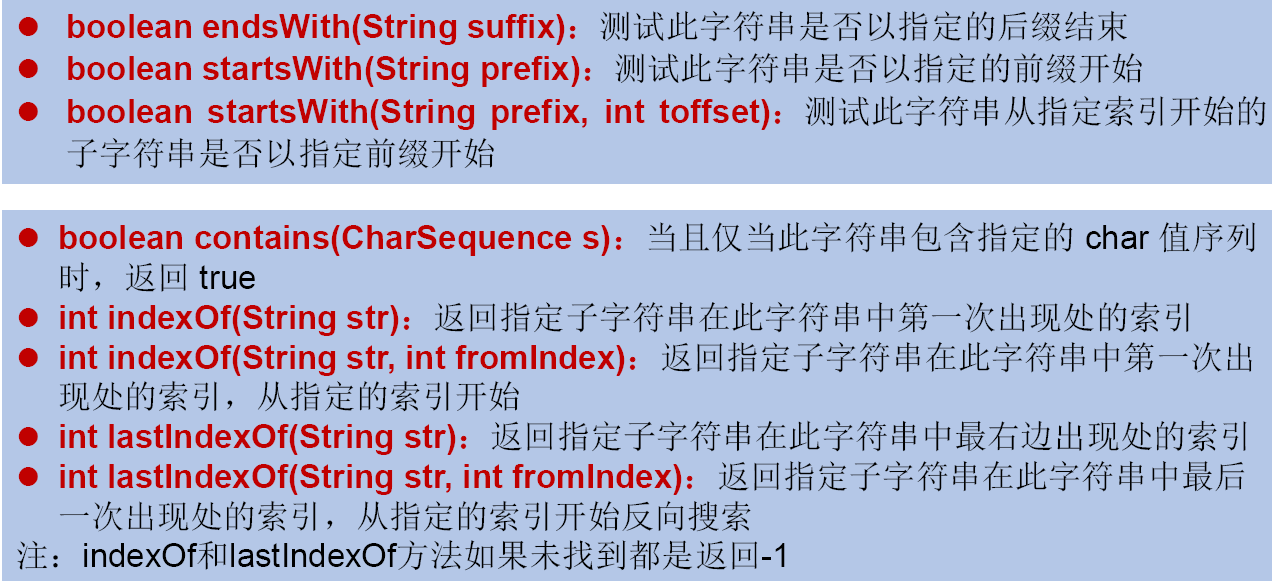 ● boolean endsWith(String suffix)：测试此字符串是否以指定的后缀结束
● boolean startsWith(String prefix)：测试此字符串是否以指定的前缀开始
● boolean startsWith(String prefix, int toffset)：测试此字符串从指定索引开始的
子字符串是否以指定前缀开始
● boolean contains(CharSequence s)：当且仅当此字符串包含指定的 char 值序列
时，返回 true
● int indexOf(String str)：返回指定子字符串在此字符串中第一次出现处的索引
● int indexOf(String str, int fromIndex)：返回指定子字符串在此字符串中第一次出
现处的索引，从指定的索引开始
● int lastIndexOf(String str)：返回指定子字符串在此字符串中最右边出现处的索引
● int lastIndexOf(String str, int fromIndex)：返回指定子字符串在此字符串中最后
一次出现处的索引，从指定的索引开始反向搜索
注：indexOf和lastIndexOf方法如果未找到都是返回-1